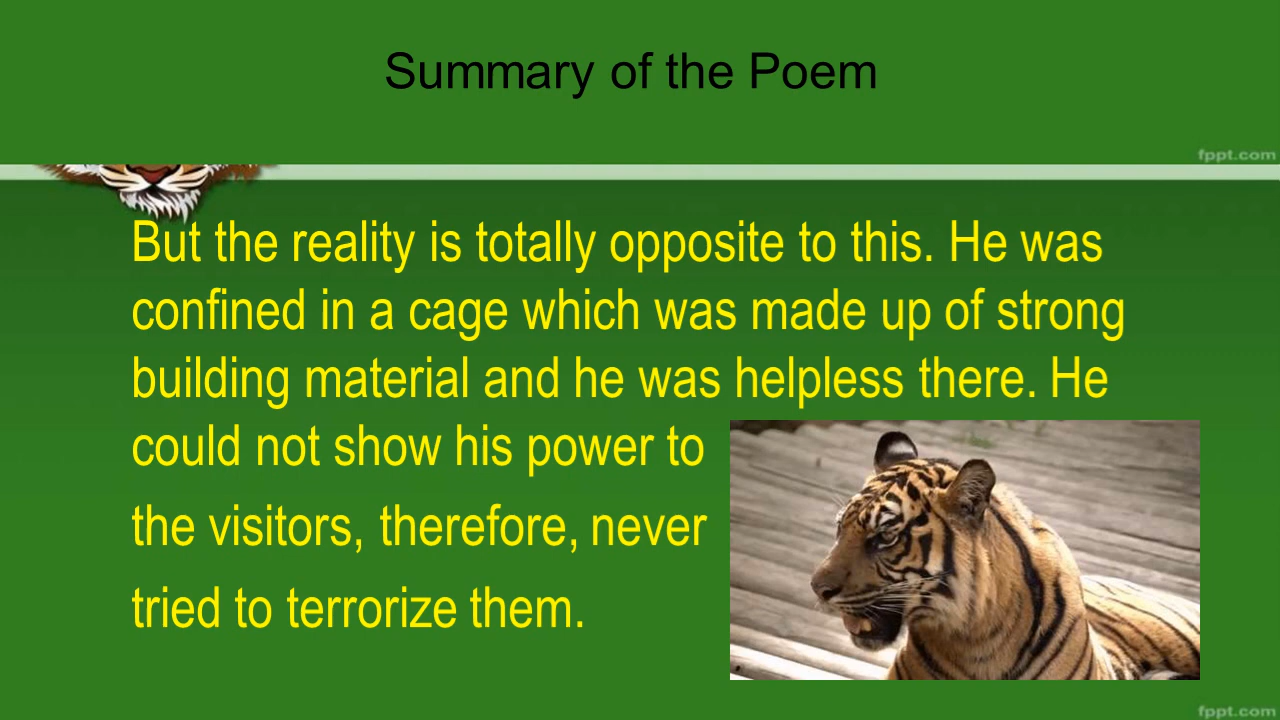 Summary of the Poem
fppt.com
But the reality is totally opposite to this. He was
confined in a cage which was made up of strong
building material and he was helpless there. He
could not show his power to
the visitors, therefore, never
tried to terrorize them.
fppt.com